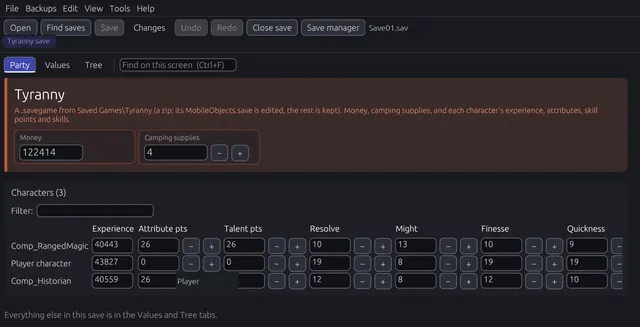 File Backups Edit View Tools Help
Open Find saves Save Changes Undo Redo Close save Save manager Save01.sav
Tyranny save
Party Values Tree Find on this screen (Ctrl+F)
Tyranny
A .savegame from Saved Games\Tyranny (a zip; its MobileObjects.save is edited, the rest is kept). Money, camping supplies, and each character's experience, attributes, skill
points and skills.
Money Camping supplies
122414 4 − +
Characters (3)
Filter:
Experience Attribute pts Talent pts Resolve Might Finesse Quickness
Comp_RangedMagic 40443 26 − + 26 − + 10 − + 13 − + 10 − + 9 −
Player character 43827 0 − + 0 − + 19 − + 8 − + 19 − + 19 −
Comp_Historian 40559 26 Player − + 12 − + 8 − + 12 − + 10 −
Everything else in this save is in the Values and Tree tabs.